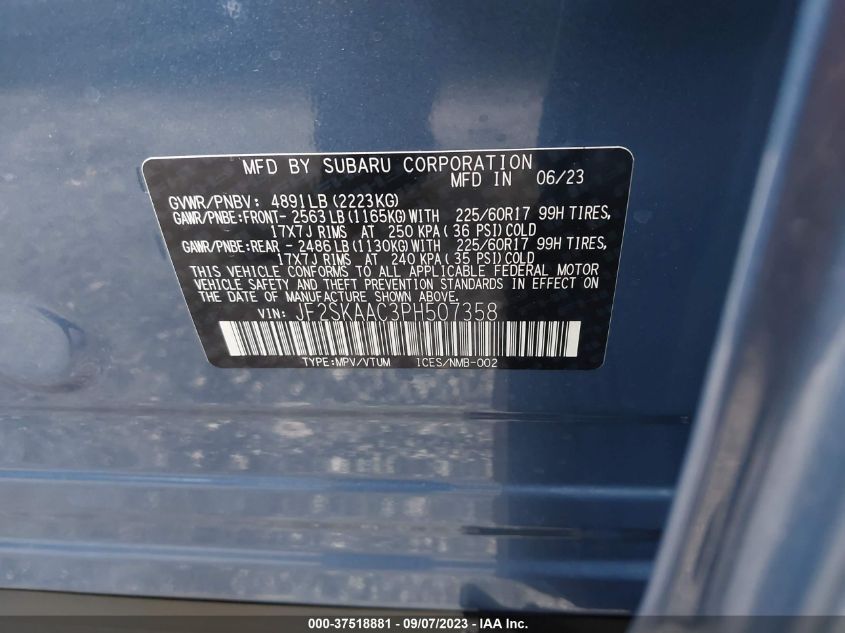 MFD BY SUBARU CORPORATION
MFD IN 06/23
GVWR/PNBV: 4891LB (2223KG)
GAWR/PNBE:FRONT- 2563LB (1165KG)WITH 225/60R17 99H TIRES,
17X7J RIMS AT 250 KPA ( 36 PSI)COLD
GAWR/PNBE:REAR - 2486LB (1130KG)WITH 225/60R17 99H TIRES,
17X7J RIMS AT 240 KPA ( 35 PSI)COLD
THIS VEHICLE CONFORMS TO ALL APPLICABLE FEDERAL MOTOR
VEHICLE SAFETY AND THEFT PREVENTION STANDARDS IN EFFECT ON
THE DATE OF MANUFACTURE SHOWN ABOVE.
VIN: JF2SKAAC3PH507358
TYPE:MPV/VTUM ICES/NMB-002
000-37518881 - 09/07/2023 - IAA Inc.